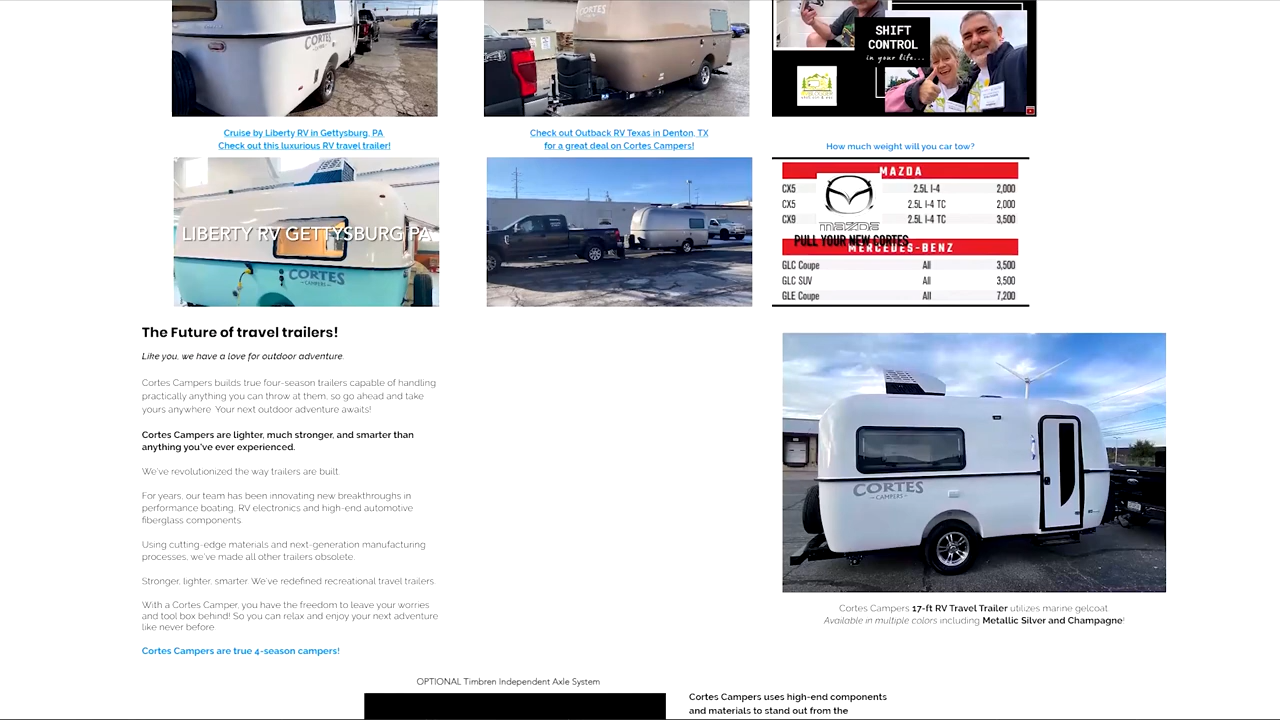 CORTES
CAMPERS
CORTES
SHIFT
CONTROL
in your life...
Cruise by Liberty RV in Gettysburg, PA
Check out this luxurious RV travel trailer!
Check out Outback RV Texas in Denton, TX
for a great deal on Cortes Campers!
How much weight will you car tow?
LIBERTY RV GETTYSBURG PA
CORTES
CAMPERS
MAZDA
CX5 2.5L I-4 2,000
CX5 2.5L I-4 TC 2,000
CX9 2.5L I-4 TC 3,500
mazda
PULL YOUR NEW CORTES
MERCEDES-BENZ
GLC Coupe All 3,500
GLC SUV All 3,500
GLE Coupe All 7,200
The Future of travel trailers!
Like you, we have a love for outdoor adventure.
Cortes Campers builds true four-season trailers capable of handling
practically anything you can throw at them, so go ahead and take
yours anywhere. Your next outdoor adventure awaits!
Cortes Campers are lighter, much stronger, and smarter than
anything you've ever experienced.
We've revolutionized the way trailers are built.
For years, our team has been innovating new breakthroughs in
performance boating, RV electronics and high-end automotive
fiberglass components.
Using cutting-edge materials and next-generation manufacturing
processes, we've made all other trailers obsolete.
Stronger, lighter, smarter. We've redefined recreational travel trailers.
With a Cortes Camper, you have the freedom to leave your worries
and tool box behind! So you can relax and enjoy your next adventure
like never before.
Cortes Campers are true 4-season campers!
CORTES
CAMPERS
Cortes Campers 17-ft RV Travel Trailer utilizes marine gelcoat.
Available in multiple colors including Metallic Silver and Champagne!
OPTIONAL Timbren Independent Axle System
Cortes Campers uses high-end components
and materials to stand out from the